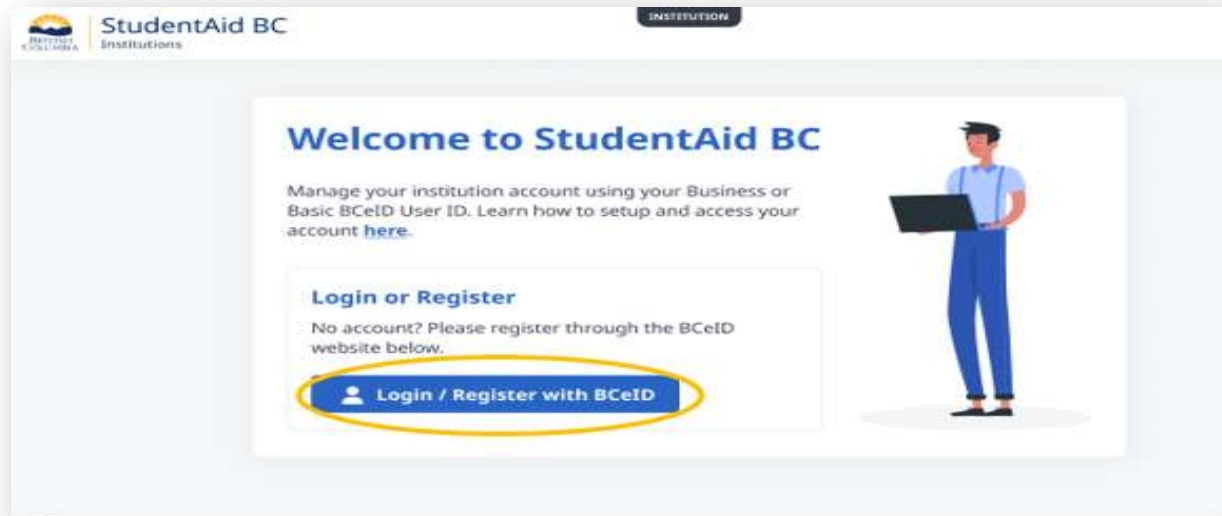 StudentAid BC
Institutions
INSTITUTION
BRITISH
COLUMBIA
Welcome to StudentAid BC
Manage your institution account using your Business or
Basic BCeID User ID. Learn how to setup and access your
account here.
Login or Register
No account? Please register through the BCeID
website below.
Login / Register with BCeID